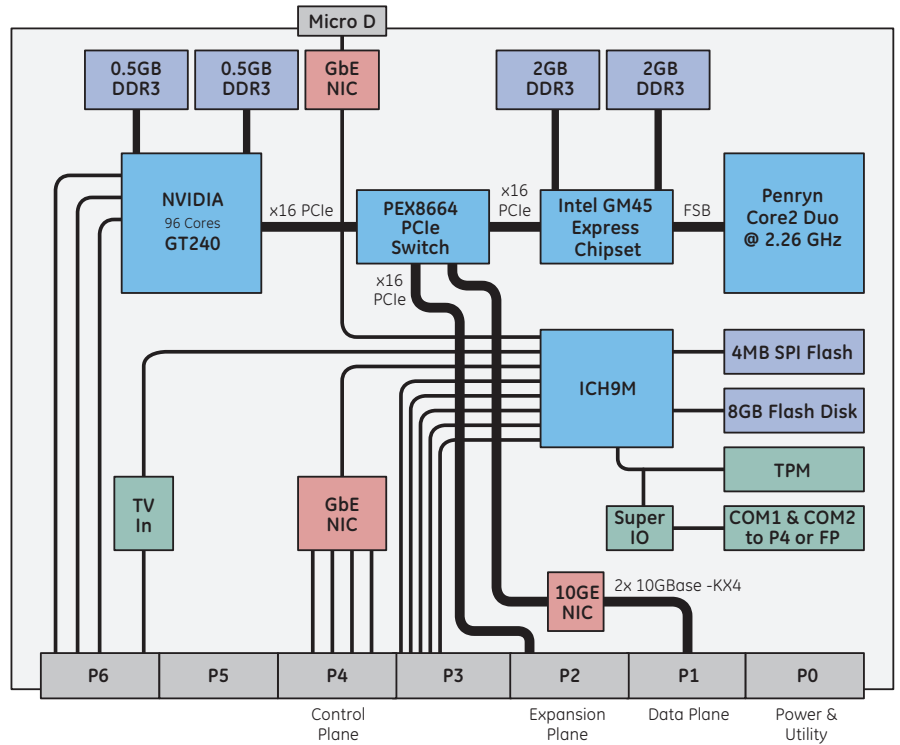 Micro D
0.5GB
DDR3
0.5GB
DDR3
GbE
NIC
2GB
DDR3
2GB
DDR3
NVIDIA
96 Cores
GT240
x16 PCIe
PEX8664
PCIe
Switch
x16
PCIe
Intel GM45
Express
Chipset
FSB
Penryn
Core2 Duo
@ 2.26 GHz
x16
PCIe
ICH9M
4MB SPI Flash
8GB Flash Disk
TPM
TV
In
GbE
NIC
Super
IO
COM1 & COM2
to P4 or FP
10GE
NIC
2x 10GBase -KX4
P6
P5
P4
P3
P2
P1
P0
Control
Plane
Expansion
Plane
Data Plane
Power &
Utility